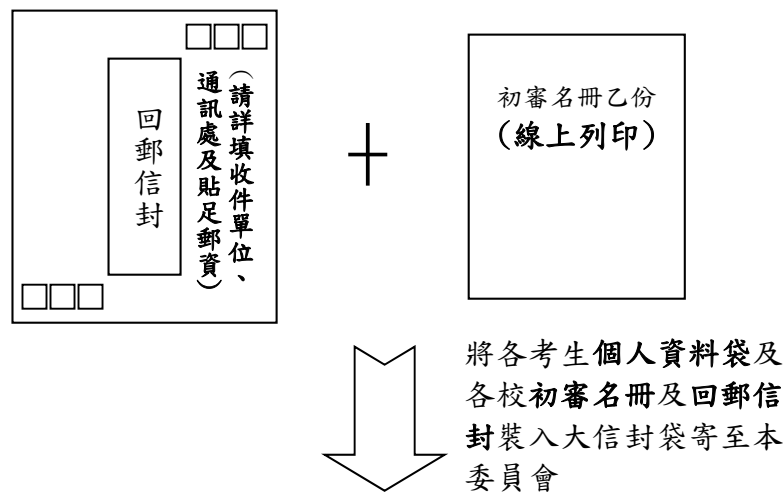 回郵信封
（請詳填收件單位、
通訊處及貼足郵資）
初審名冊乙份
（線上列印）
將各考生個人資料袋及
各校初審名冊及回郵信
封裝入大信封袋寄至本
委員會